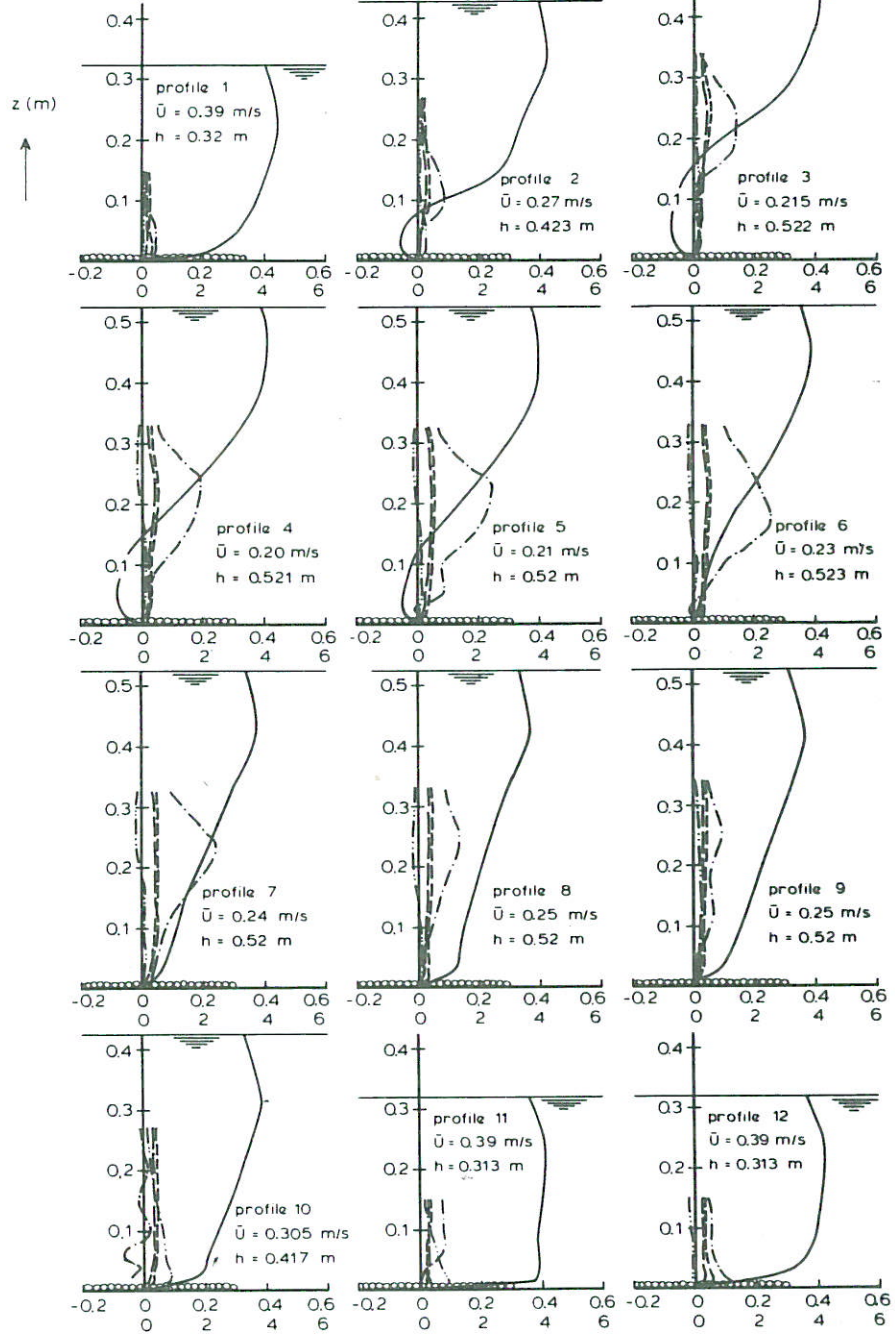 0.4
0.3
0.2
0.1
z (m)
profile 1
Ū = 0.39 m/s
h = 0.32 m
-0.2 0 0.2 0.4 0.6
0 2 4 6
0.4
0.3
0.2
0.1
profile 2
Ū = 0.27 m/s
h = 0.423 m
-0.2 0 0.2 0.4 0.6
0 2 4 6
0.4
0.3
0.2
0.1
profile 3
Ū = 0.215 m/s
h = 0.522 m
-0.2 0 0.2 0.4 0.6
0 2 4 6
0.5
0.4
0.3
0.2
0.1
profile 4
Ū = 0.20 m/s
h = 0.521 m
-0.2 0 0.2 0.4 0.6
0 2 4 6
0.5
0.4
0.3
0.2
0.1
profile 5
Ū = 0.21 m/s
h = 0.52 m
-0.2 0 0.2 0.4 0.6
0 2 4 6
0.5
0.4
0.3
0.2
0.1
profile 6
Ū = 0.23 m/s
h = 0.523 m
-0.2 0 0.2 0.4 0.6
0 2 4 6
0.5
0.4
0.3
0.2
0.1
profile 7
Ū = 0.24 m/s
h = 0.52 m
-0.2 0 0.2 0.4 0.6
0 2 4 6
0.5
0.4
0.3
0.2
0.1
profile 8
Ū = 0.25 m/s
h = 0.52 m
-0.2 0 0.2 0.4 0.6
0 2 4 6
0.5
0.4
0.3
0.2
0.1
profile 9
Ū = 0.25 m/s
h = 0.52 m
-0.2 0 0.2 0.4 0.6
0 2 4 6
0.4
0.3
0.2
0.1
profile 10
Ū = 0.305 m/s
h = 0.417 m
-0.2 0 0.2 0.4 0.6
0 2 4 6
0.4
0.3
0.2
0.1
profile 11
Ū = 0.39 m/s
h = 0.313 m
-0.2 0 0.2 0.4 0.6
0 2 4 6
0.4
0.3
0.2
0.1
profile 12
Ū = 0.39 m/s
h = 0.313 m
-0.2 0 0.2 0.4 0.6
0 2 4 6